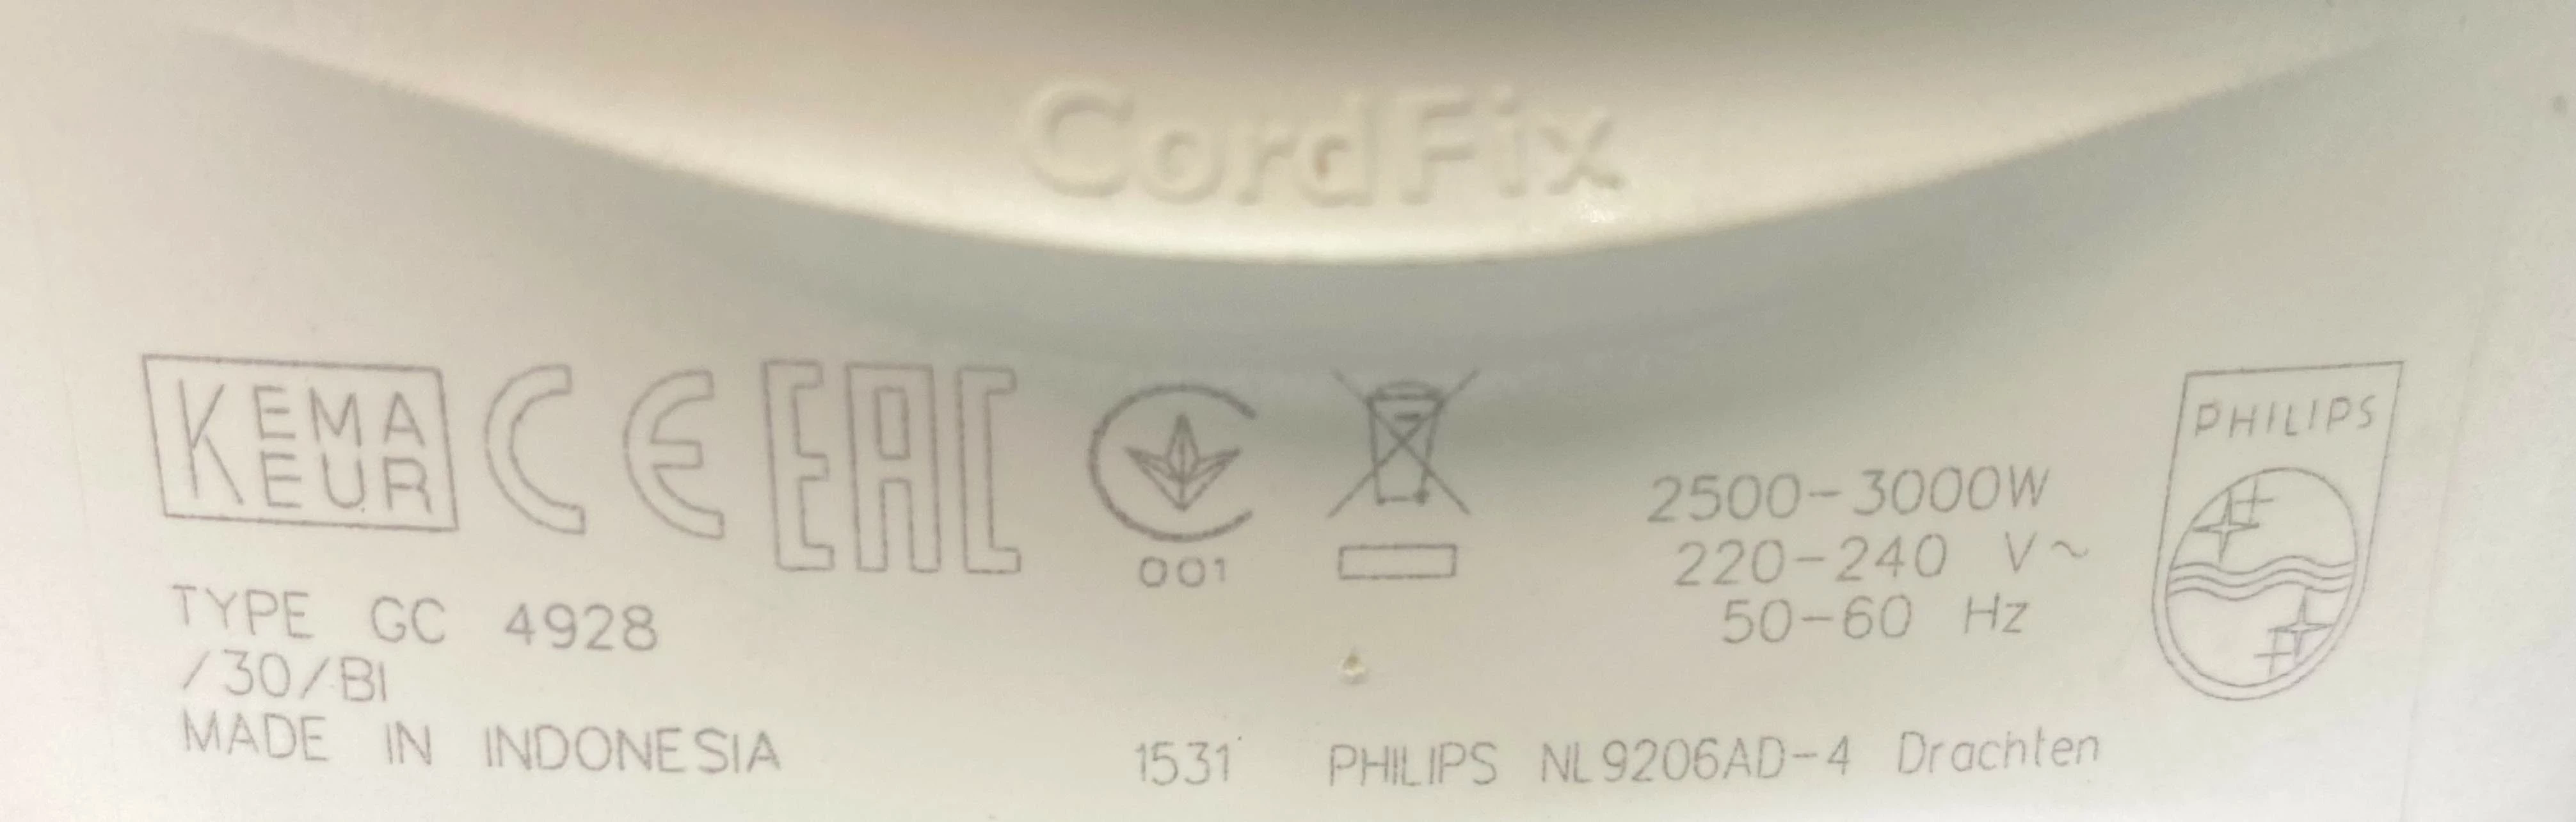 CordFix
KEMA
EUR
CE
EAC
001
2500-3000W
220-240 V~
50-60 Hz
PHILIPS
TYPE GC 4928
/30/BI
MADE IN INDONESIA
1531 PHILIPS NL9206AD-4 Drachten